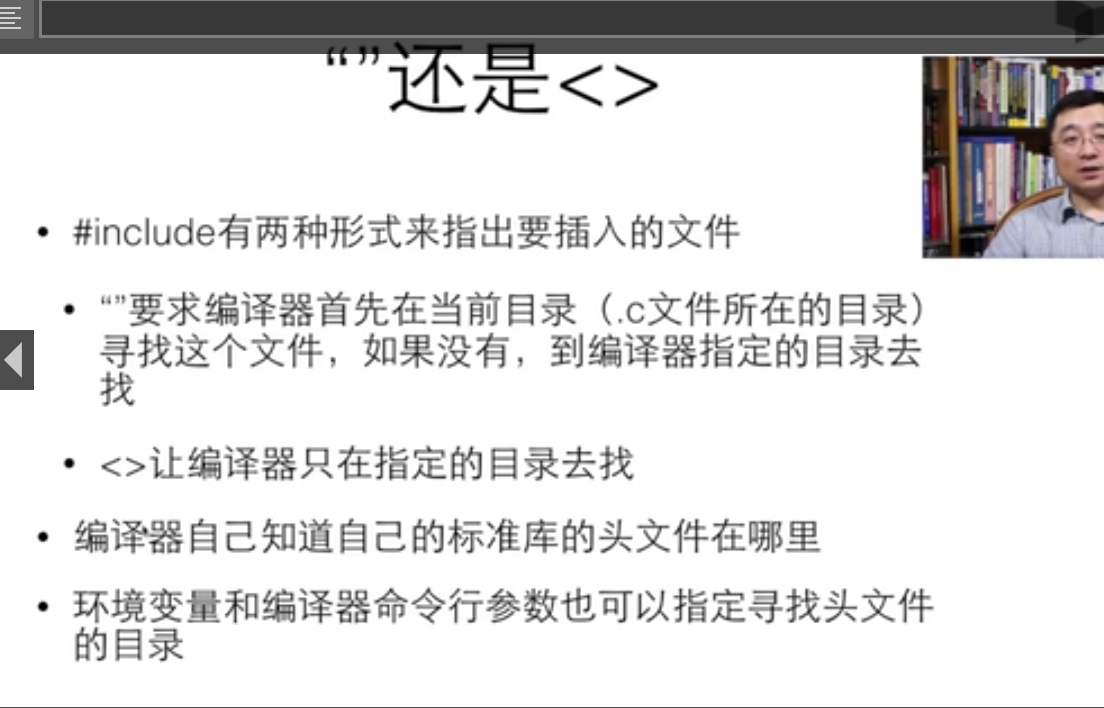 “”还是<>
• #include有两种形式来指出要插入的文件
• “”要求编译器首先在当前目录（.c文件所在的目录）
寻找这个文件，如果没有，到编译器指定的目录去
找
• <>让编译器只在指定的目录去找
• 编译器自己知道自己的标准库的头文件在哪里
• 环境变量和编译器命令行参数也可以指定寻找头文件
的目录